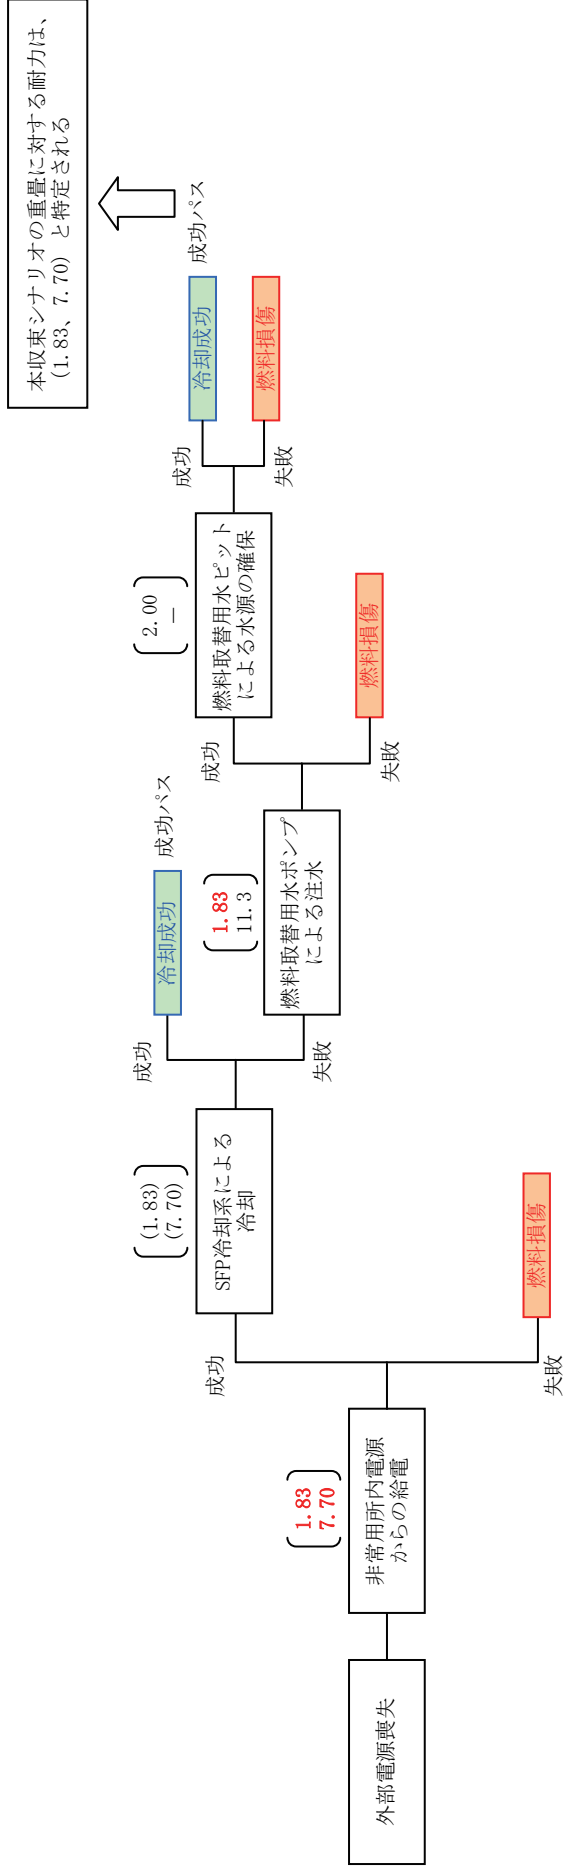 外部電源喪失
1.83
7.70
非常用所内電源
からの給電
成功
失敗
燃料損傷
(1.83)
(7.70)
SFP冷却系による
冷却
成功
失敗
冷却成功
成功パス
1.83
11.3
燃料取替用水ポンプ
による注水
成功
失敗
燃料損傷
2.00
―
燃料取替用水ピット
による水源の確保
成功
失敗
冷却成功
燃料損傷
成功パス
本収束シナリオの重畳に対する耐力は、
(1.83、7.70) と特定される